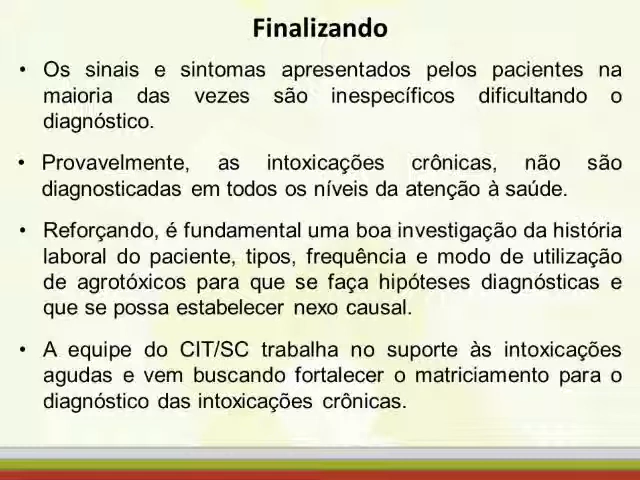 Finalizando
• Os sinais e sintomas apresentados pelos pacientes na
maioria das vezes são inespecíficos dificultando o
diagnóstico.
• Provavelmente, as intoxicações crônicas, não são
diagnosticadas em todos os níveis da atenção à saúde.
• Reforçando, é fundamental uma boa investigação da história
laboral do paciente, tipos, frequência e modo de utilização
de agrotóxicos para que se faça hipóteses diagnósticas e
que se possa estabelecer nexo causal.
• A equipe do CIT/SC trabalha no suporte às intoxicações
agudas e vem buscando fortalecer o matriciamento para o
diagnóstico das intoxicações crônicas.